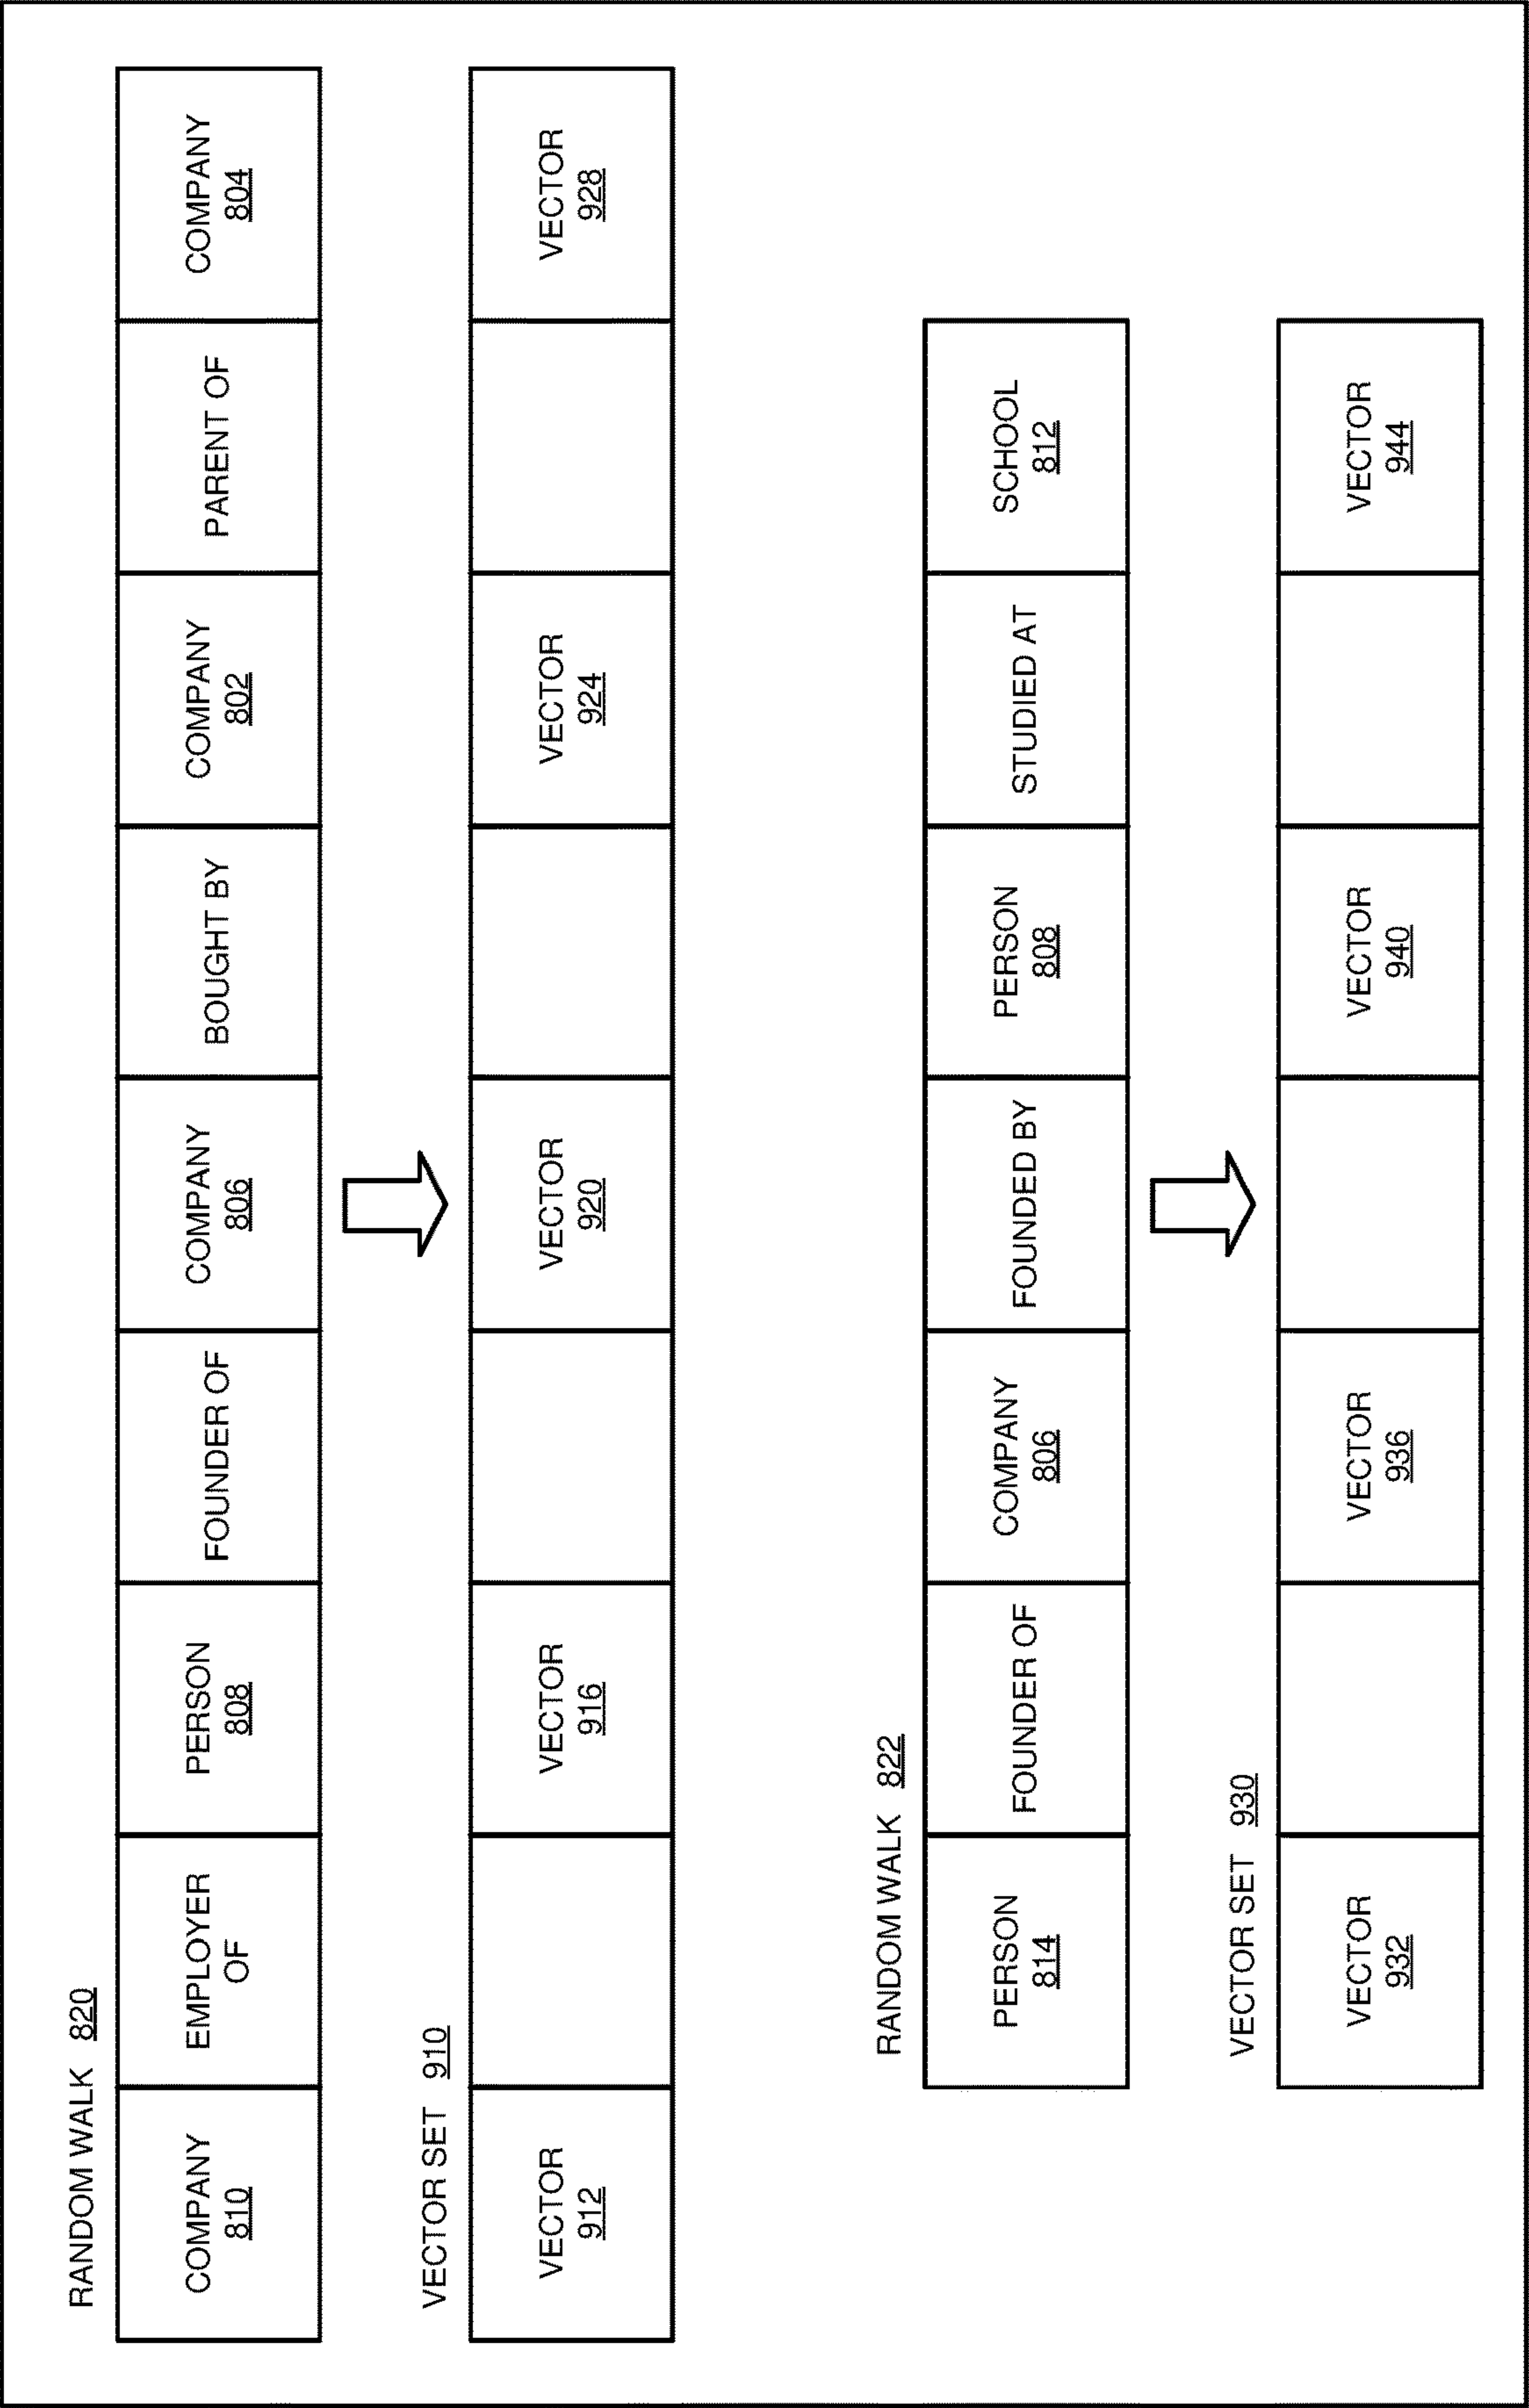 RANDOM WALK 820
COMPANY
810
EMPLOYER
OF
PERSON
808
FOUNDER OF
COMPANY
806
BOUGHT BY
COMPANY
802
PARENT OF
COMPANY
804
VECTOR SET 910
VECTOR
912
VECTOR
916
VECTOR
920
VECTOR
924
VECTOR
928
RANDOM WALK 822
PERSON
814
FOUNDER OF
COMPANY
806
FOUNDED BY
PERSON
808
STUDIED AT
SCHOOL
812
VECTOR SET 930
VECTOR
932
VECTOR
936
VECTOR
940
VECTOR
944